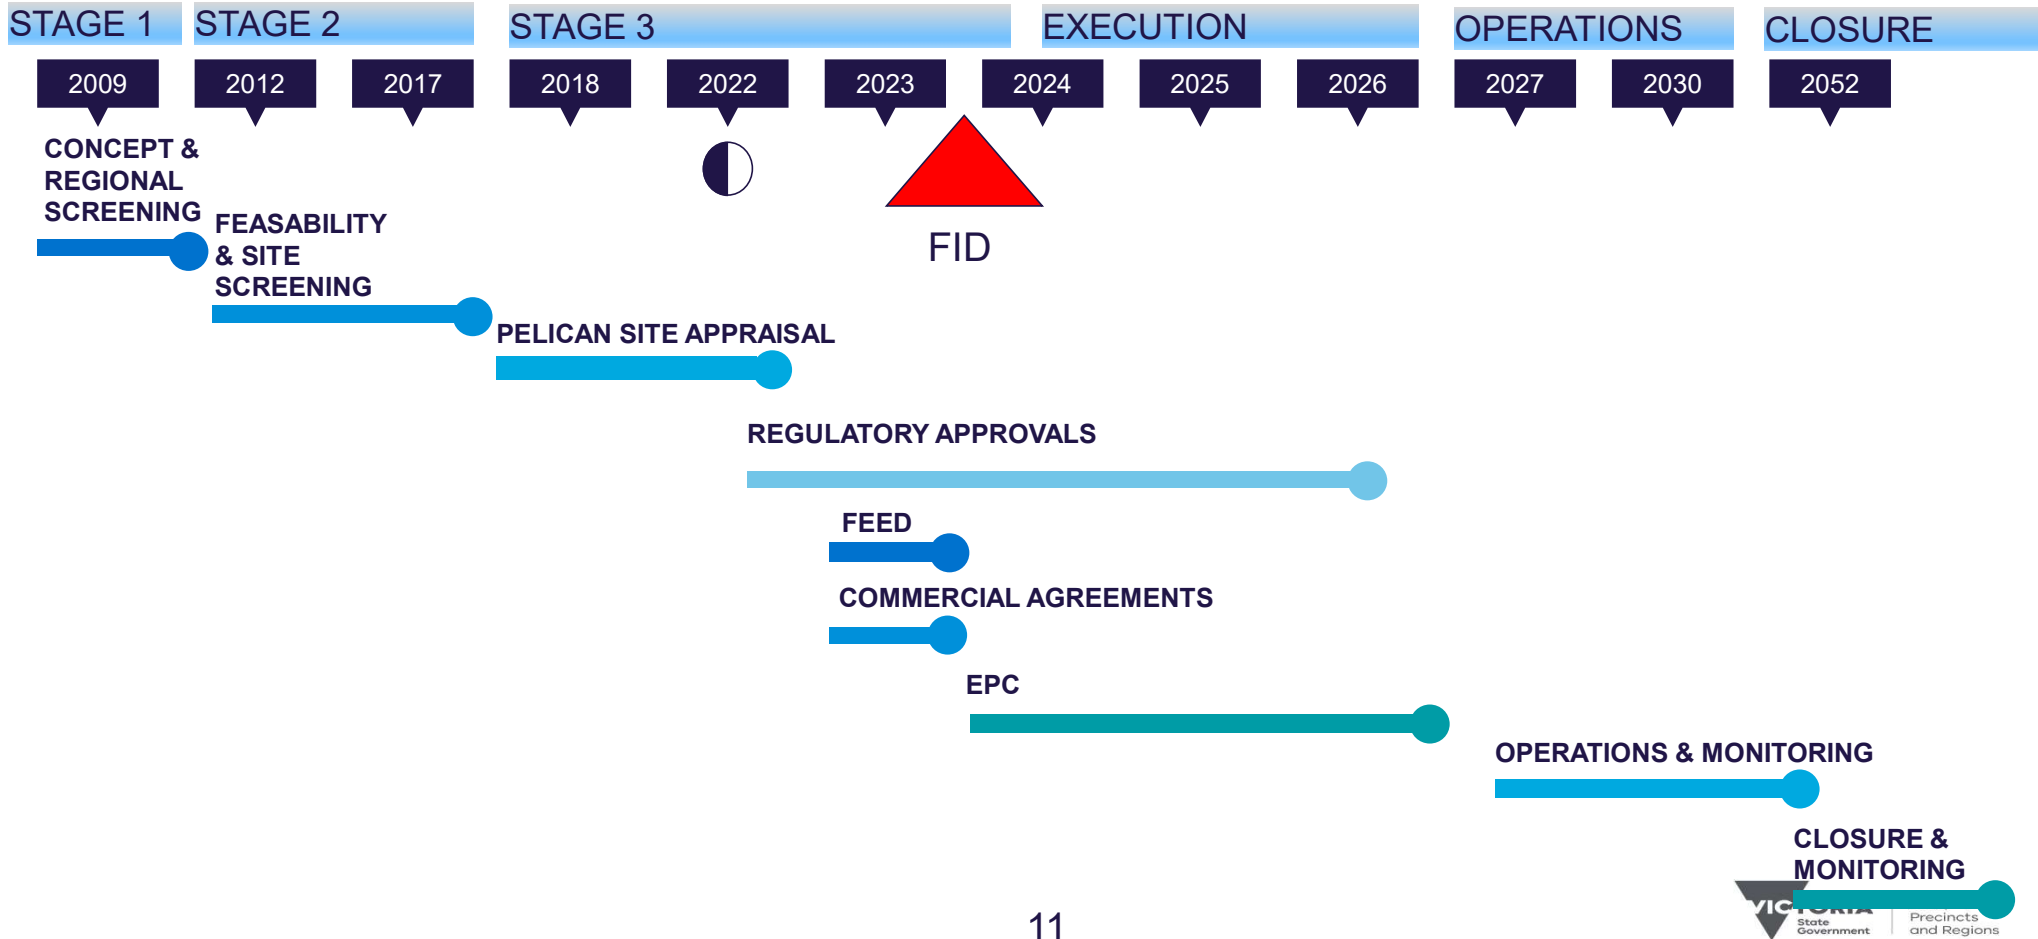 STAGE 1
STAGE 2
STAGE 3
EXECUTION
OPERATIONS
CLOSURE
2009
2012
2017
2018
2022
2023
2024
2025
2026
2027
2030
2052
CONCEPT &
REGIONAL
SCREENING
FEASABILITY
& SITE
SCREENING
FID
PELICAN SITE APPRAISAL
REGULATORY APPROVALS
FEED
COMMERCIAL AGREEMENTS
EPC
OPERATIONS & MONITORING
CLOSURE &
MONITORING
VICTORIA
State
Government
Precincts
and Regions
11